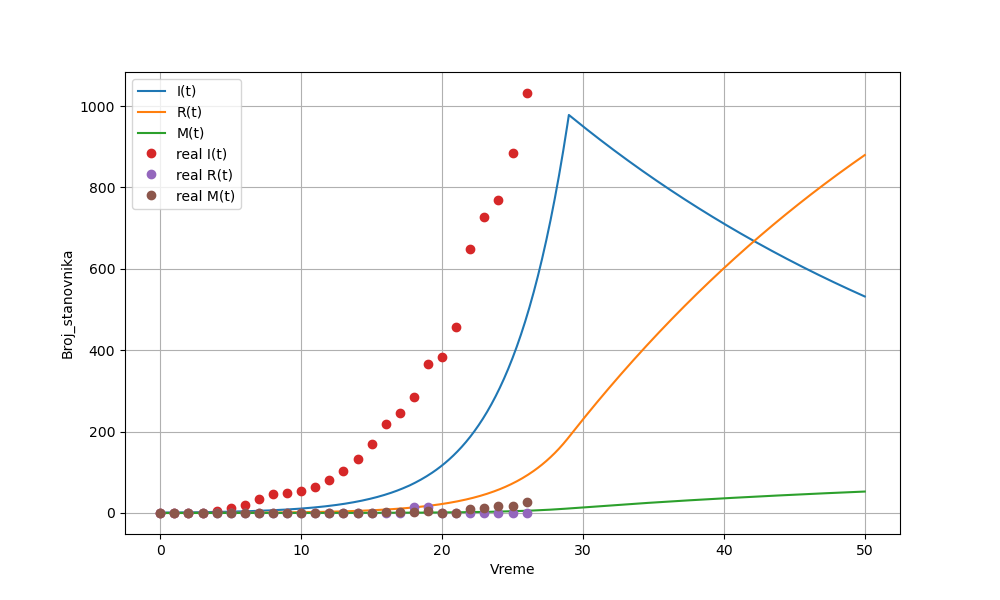 I(t)
R(t)
M(t)
real I(t)
real R(t)
real M(t)
1000
800
600
400
200
0
Broj_stanovnika
0 10 20 30 40 50
Vreme